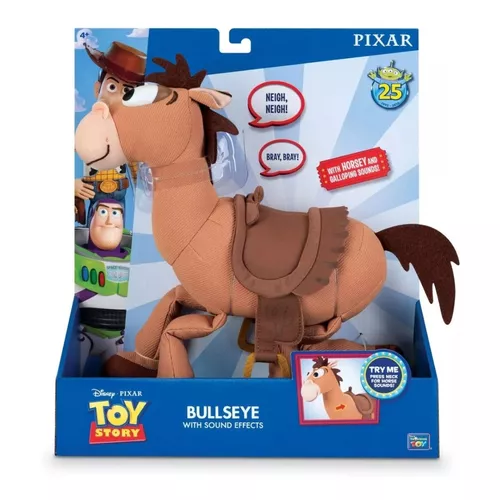 4+
PIXAR
25
NEIGH,
NEIGH!
BRAY, BRAY!
WITH HORSEY AND
GALLOPING SOUNDS!
Disney · PIXAR
TOY
STORY
BULLSEYE
WITH SOUND EFFECTS
TRY ME
PRESS NECK
FOR HORSE
SOUNDS!
TOY